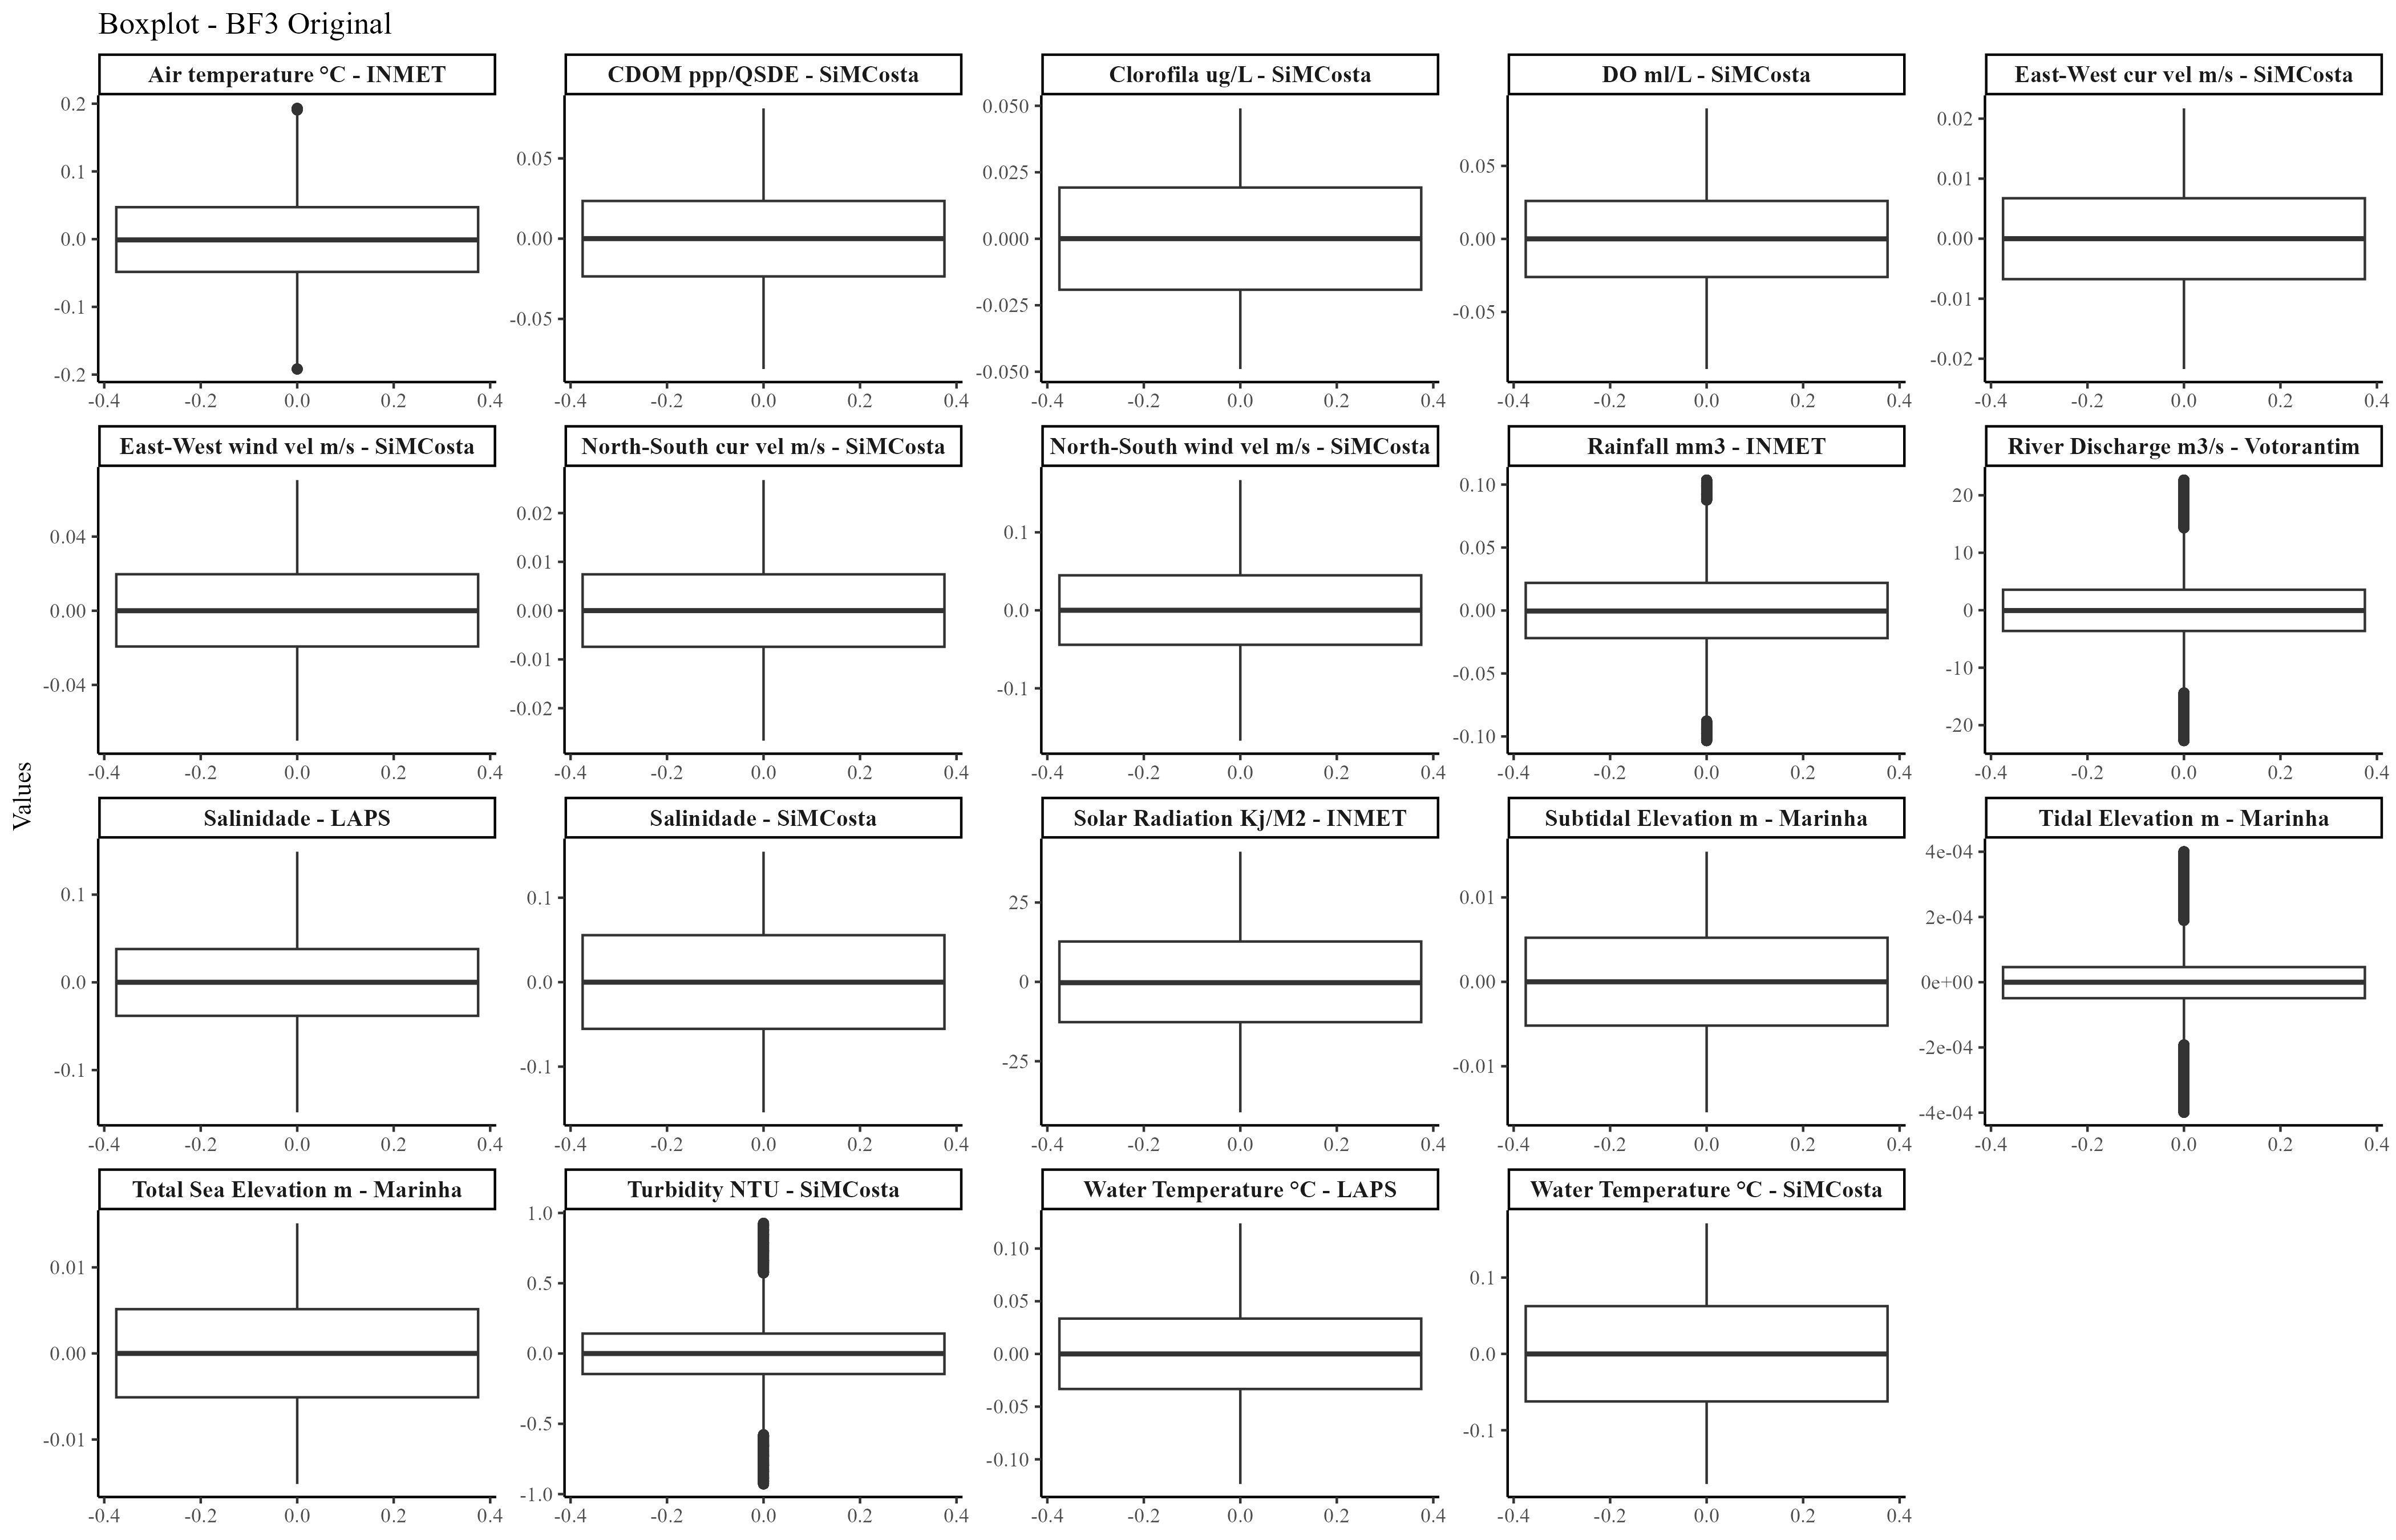 Boxplot - BF3 Original
Air temperature °C - INMET
CDOM ppp/QSDE - SiMCosta
Clorofila ug/L - SiMCosta
DO ml/L - SiMCosta
East-West cur vel m/s - SiMCosta
0.2
0.1
0.0
-0.1
-0.2
0.05
0.00
-0.05
0.050
0.025
0.000
-0.025
-0.050
0.05
0.00
-0.05
0.02
0.01
0.00
-0.01
-0.02
-0.4 -0.2 0.0 0.2 0.4
-0.4 -0.2 0.0 0.2 0.4
-0.4 -0.2 0.0 0.2 0.4
-0.4 -0.2 0.0 0.2 0.4
-0.4 -0.2 0.0 0.2 0.4
East-West wind vel m/s - SiMCosta
North-South cur vel m/s - SiMCosta
North-South wind vel m/s - SiMCosta
Rainfall mm3 - INMET
River Discharge m3/s - Votorantim
0.04
0.00
-0.04
0.02
0.01
0.00
-0.01
-0.02
0.1
0.0
-0.1
0.10
0.05
0.00
-0.05
-0.10
20
10
0
-10
-20
-0.4 -0.2 0.0 0.2 0.4
-0.4 -0.2 0.0 0.2 0.4
-0.4 -0.2 0.0 0.2 0.4
-0.4 -0.2 0.0 0.2 0.4
-0.4 -0.2 0.0 0.2 0.4
Values
Salinidade - LAPS
Salinidade - SiMCosta
Solar Radiation Kj/M2 - INMET
Subtidal Elevation m - Marinha
Tidal Elevation m - Marinha
0.1
0.0
-0.1
0.1
0.0
-0.1
25
0
-25
0.01
0.00
-0.01
4e-04
2e-04
0e+00
-2e-04
-4e-04
-0.4 -0.2 0.0 0.2 0.4
-0.4 -0.2 0.0 0.2 0.4
-0.4 -0.2 0.0 0.2 0.4
-0.4 -0.2 0.0 0.2 0.4
-0.4 -0.2 0.0 0.2 0.4
Total Sea Elevation m - Marinha
Turbidity NTU - SiMCosta
Water Temperature °C - LAPS
Water Temperature °C - SiMCosta
0.01
0.00
-0.01
1.0
0.5
0.0
-0.5
-1.0
0.10
0.05
0.00
-0.05
-0.10
0.1
0.0
-0.1
-0.4 -0.2 0.0 0.2 0.4
-0.4 -0.2 0.0 0.2 0.4
-0.4 -0.2 0.0 0.2 0.4
-0.4 -0.2 0.0 0.2 0.4